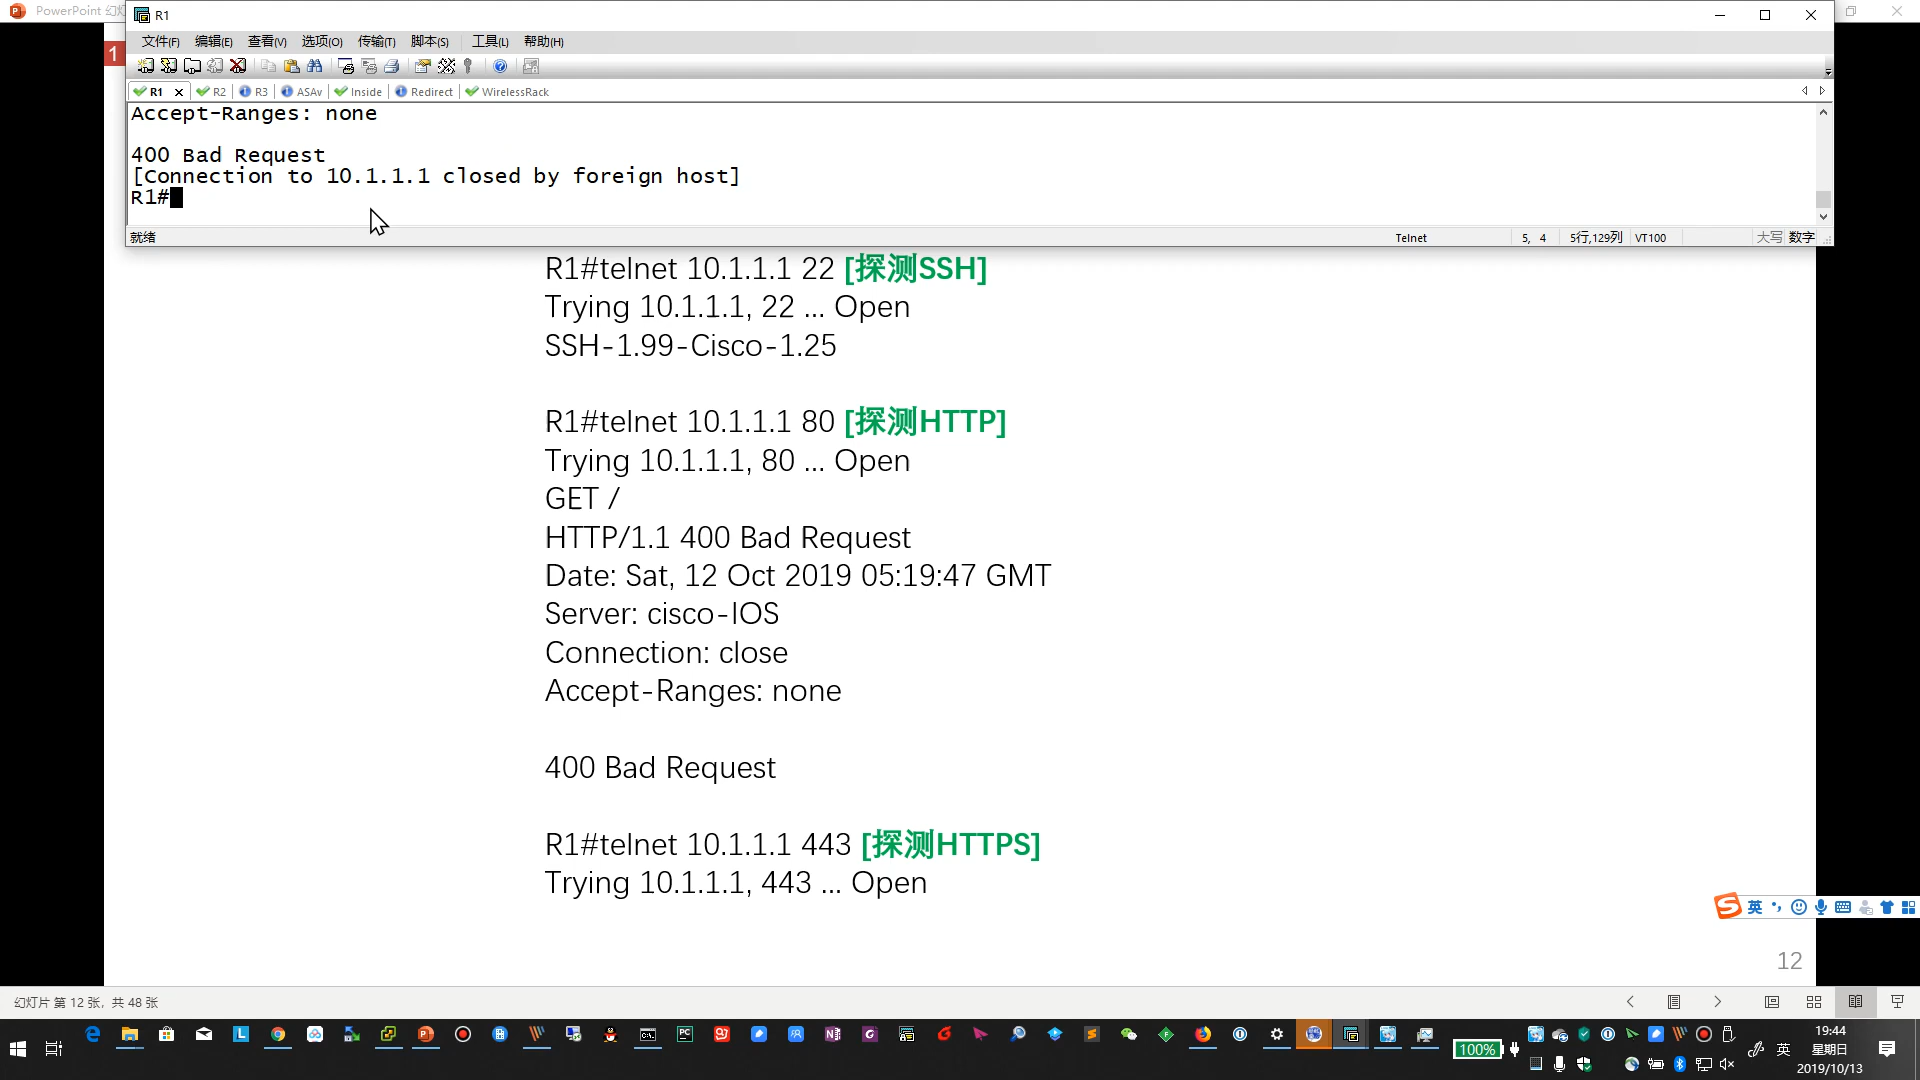 PowerPoint 幻灯
R1
文件(F) 编辑(E) 查看(V) 选项(O) 传输(T) 脚本(S) 工具(L) 帮助(H)
1
R1 R2 R3 ASAv Inside Redirect WirelessRack
Accept-Ranges: none
400 Bad Request
[Connection to 10.1.1.1 closed by foreign host]
R1#
就绪 Telnet 5, 4 5行,129列 VT100 大写 数字
R1#telnet 10.1.1.1 22 [探测SSH]
Trying 10.1.1.1, 22 ... Open
SSH-1.99-Cisco-1.25
R1#telnet 10.1.1.1 80 [探测HTTP]
Trying 10.1.1.1, 80 ... Open
GET /
HTTP/1.1 400 Bad Request
Date: Sat, 12 Oct 2019 05:19:47 GMT
Server: cisco-IOS
Connection: close
Accept-Ranges: none
400 Bad Request
R1#telnet 10.1.1.1 443 [探测HTTPS]
Trying 10.1.1.1, 443 ... Open
英
12
幻灯片 第 12 张，共 48 张
100%
英
19:44
星期日
2019/10/13